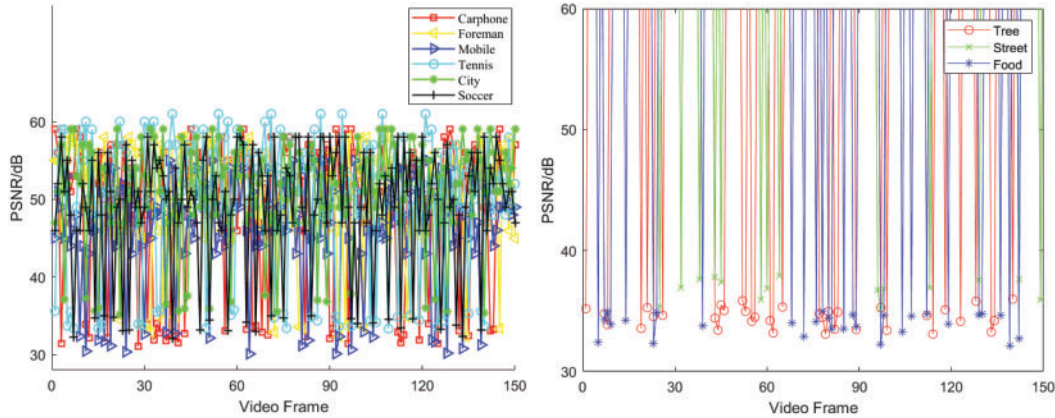 Carphone
Foreman
Mobile
Tennis
City
Soccer
60
50
40
30
PSNR/dB
0 30 60 90 120 150
Video Frame
Tree
Street
Food
60
50
40
30
PSNR/dB
0 30 60 90 120 150
Video Frame